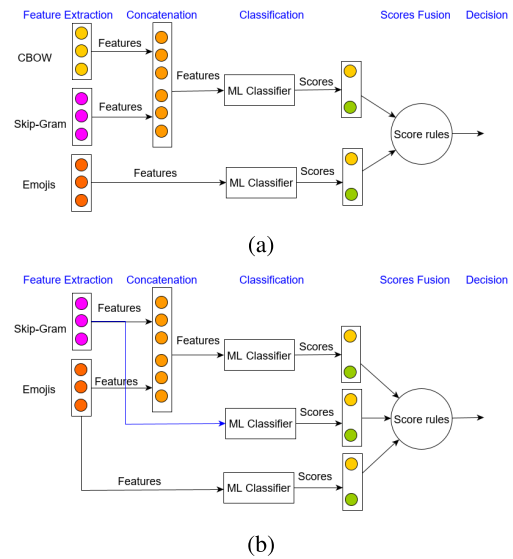 Feature Extraction Concatenation Classification Scores Fusion Decision
CBOW Features
Features ML Classifier Scores
Skip-Gram Features
Score rules
Emojis Features ML Classifier Scores
(a)
Feature Extraction Concatenation Classification Scores Fusion Decision
Skip-Gram Features
Features ML Classifier Scores
Emojis Features
ML Classifier Scores Score rules
Features ML Classifier Scores
(b)